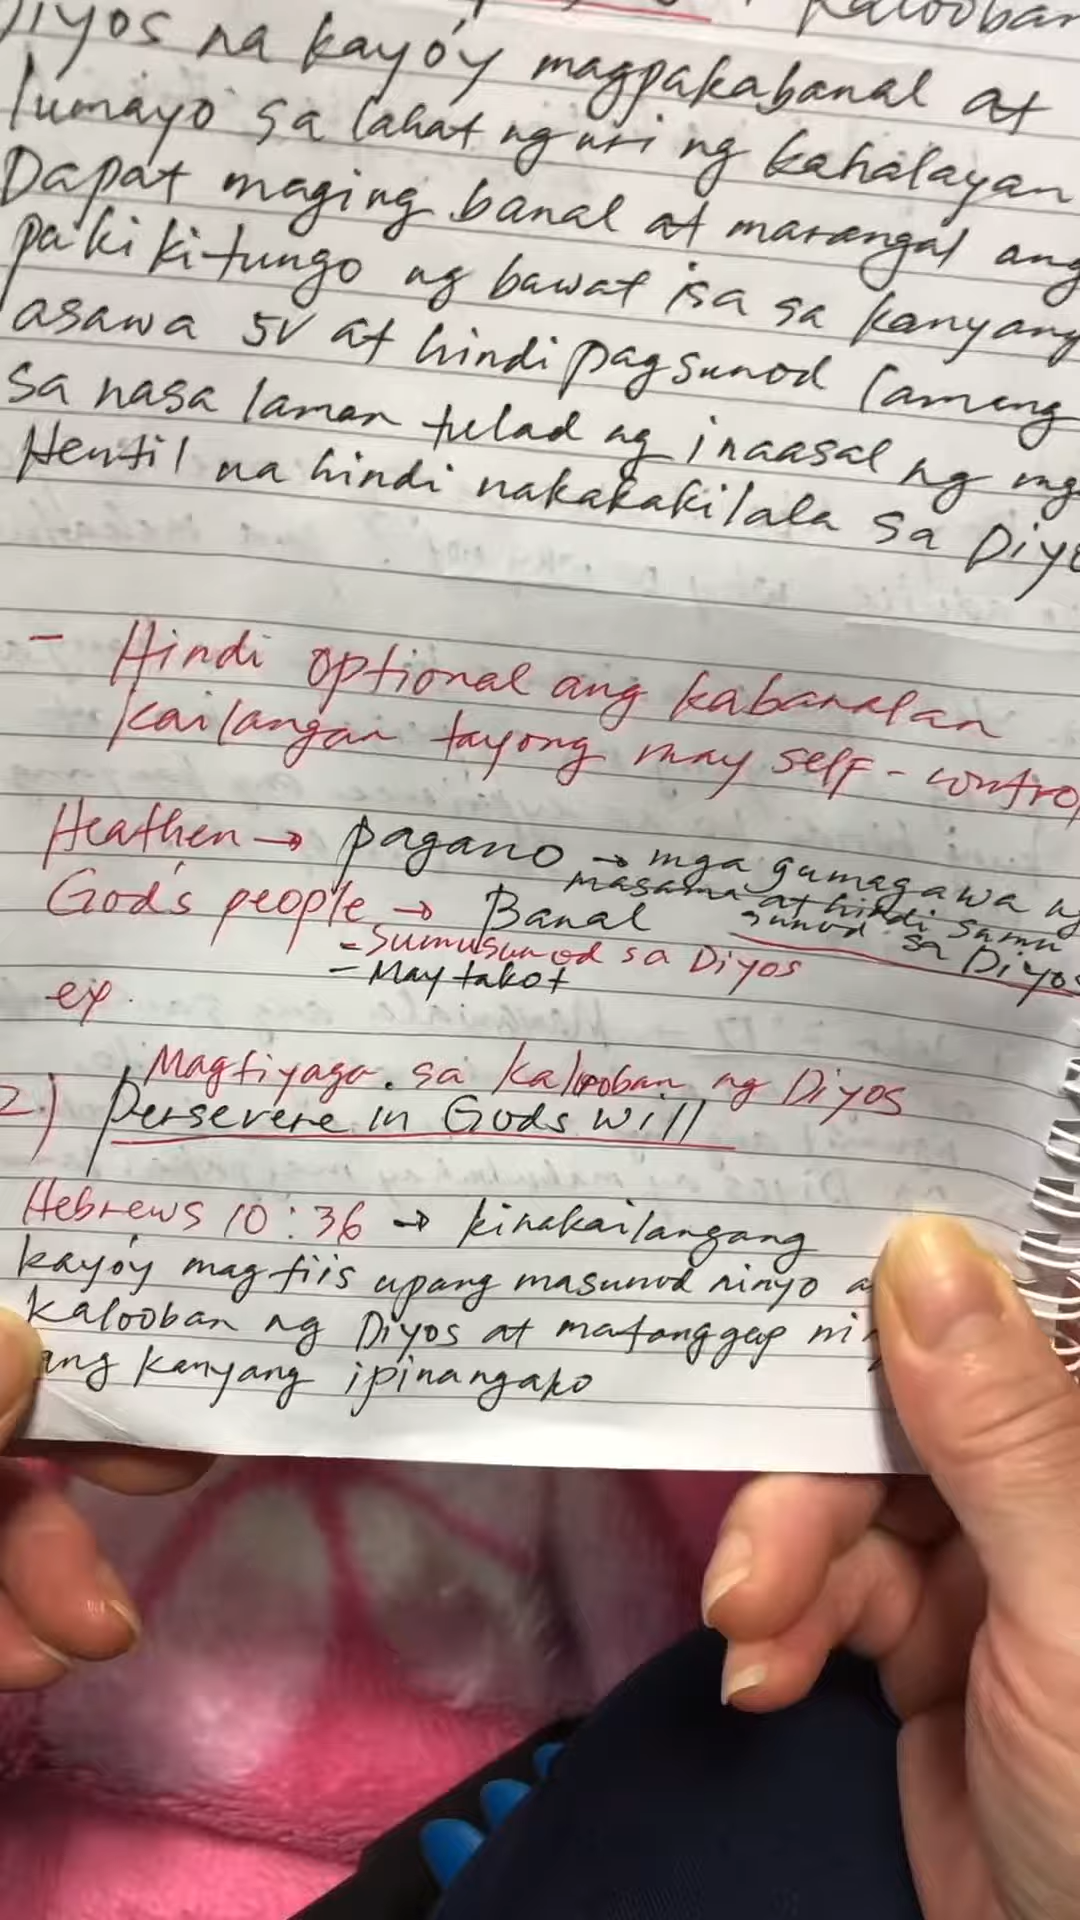 Kalooban
Diyos na kayo'y magpakabanal at
lumayo sa lahat ng uri ng kahalayan
Dapat maging banal at marangal ang
pakikitungo ng bawat isa sa kanyang
asawa 5V at hindi pagsunod lamang
sa nasa laman tulad ng inaasal ng mga
Hentil na hindi nakakakilala sa Diyo
- Hindi optional ang kabanalan
kailangan tayong may self-control
Heathen → pagano → mga gumagawa ng
masama at hindi sumu
sunod sa Diyos
God's people → Banal
- Sumusunod sa Diyos
- May takot
ex.
Magtiyaga. sa kalooban ng Diyos
2.) Persevere in Gods will
Hebrews 10:36 → kinakailangang
kayo'y magtiis upang masunod ninyo a
kalooban ng Diyos at matanggap nin
ang kanyang ipinangako